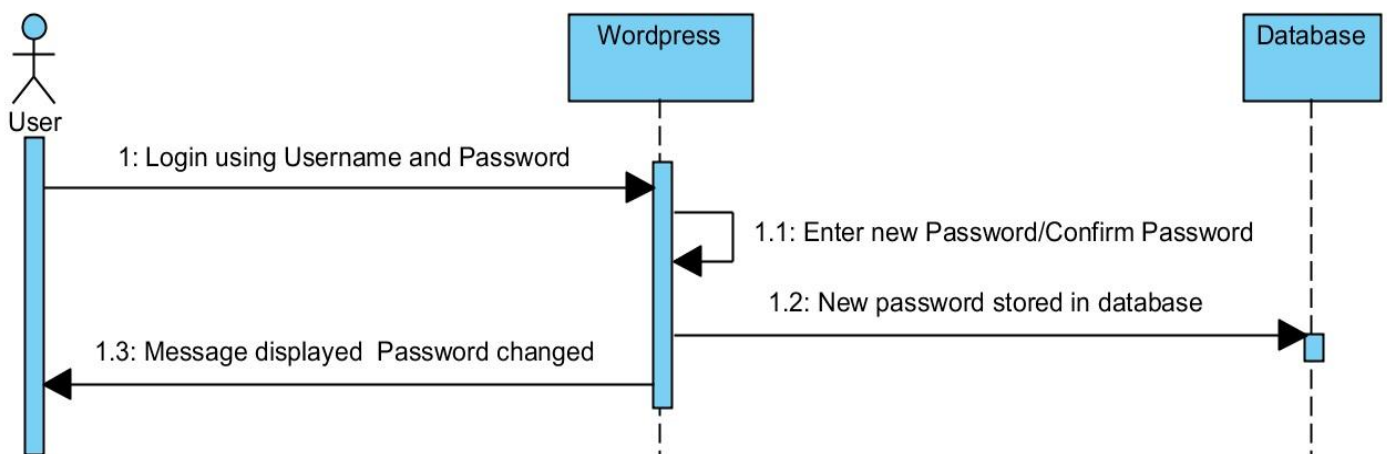 Wordpress
Database
User
1: Login using Username and Password
1.1: Enter new Password/Confirm Password
1.2: New password stored in database
1.3: Message displayed  Password changed